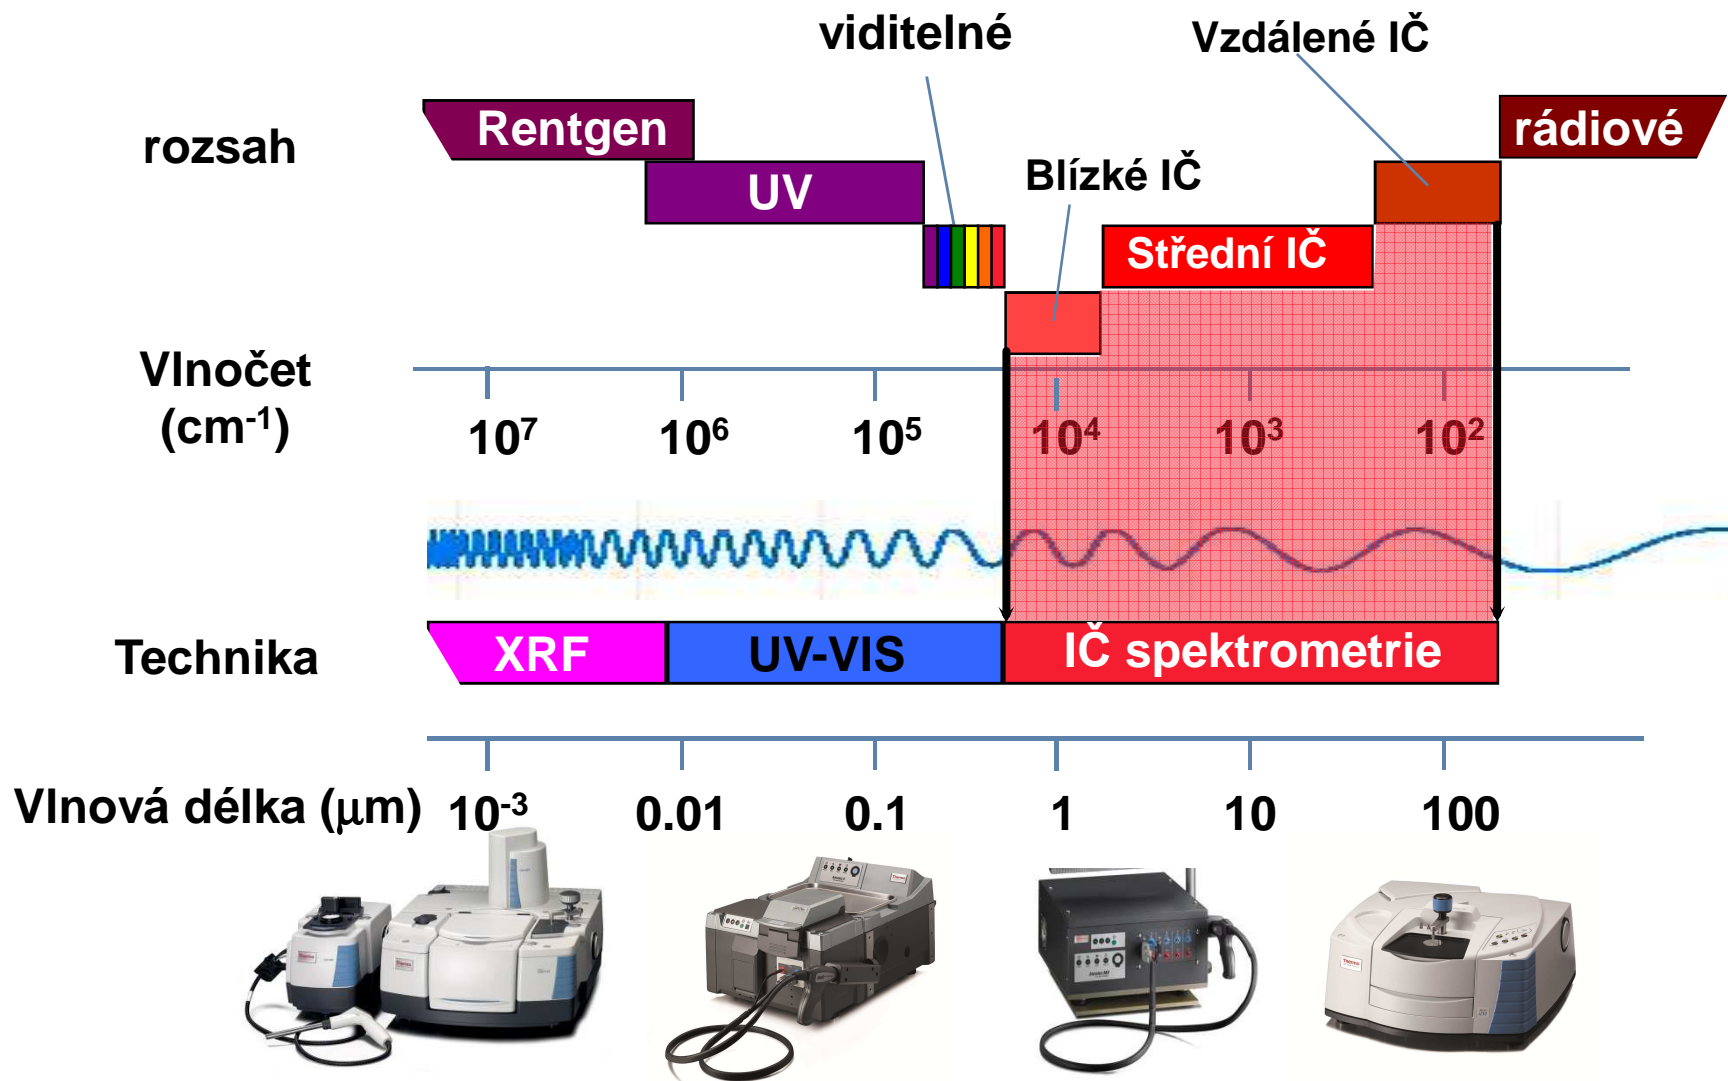 viditelné
Vzdálené IČ
rozsah
Rentgen
rádiové
UV
Blízké IČ
Střední IČ
Vlnočet
(cm⁻¹)
10⁷ 10⁶ 10⁵ 10⁴ 10³ 10²
Technika
XRF
UV-VIS
IČ spektrometrie
Vlnová délka (μm) 10⁻³ 0.01 0.1 1 10 100